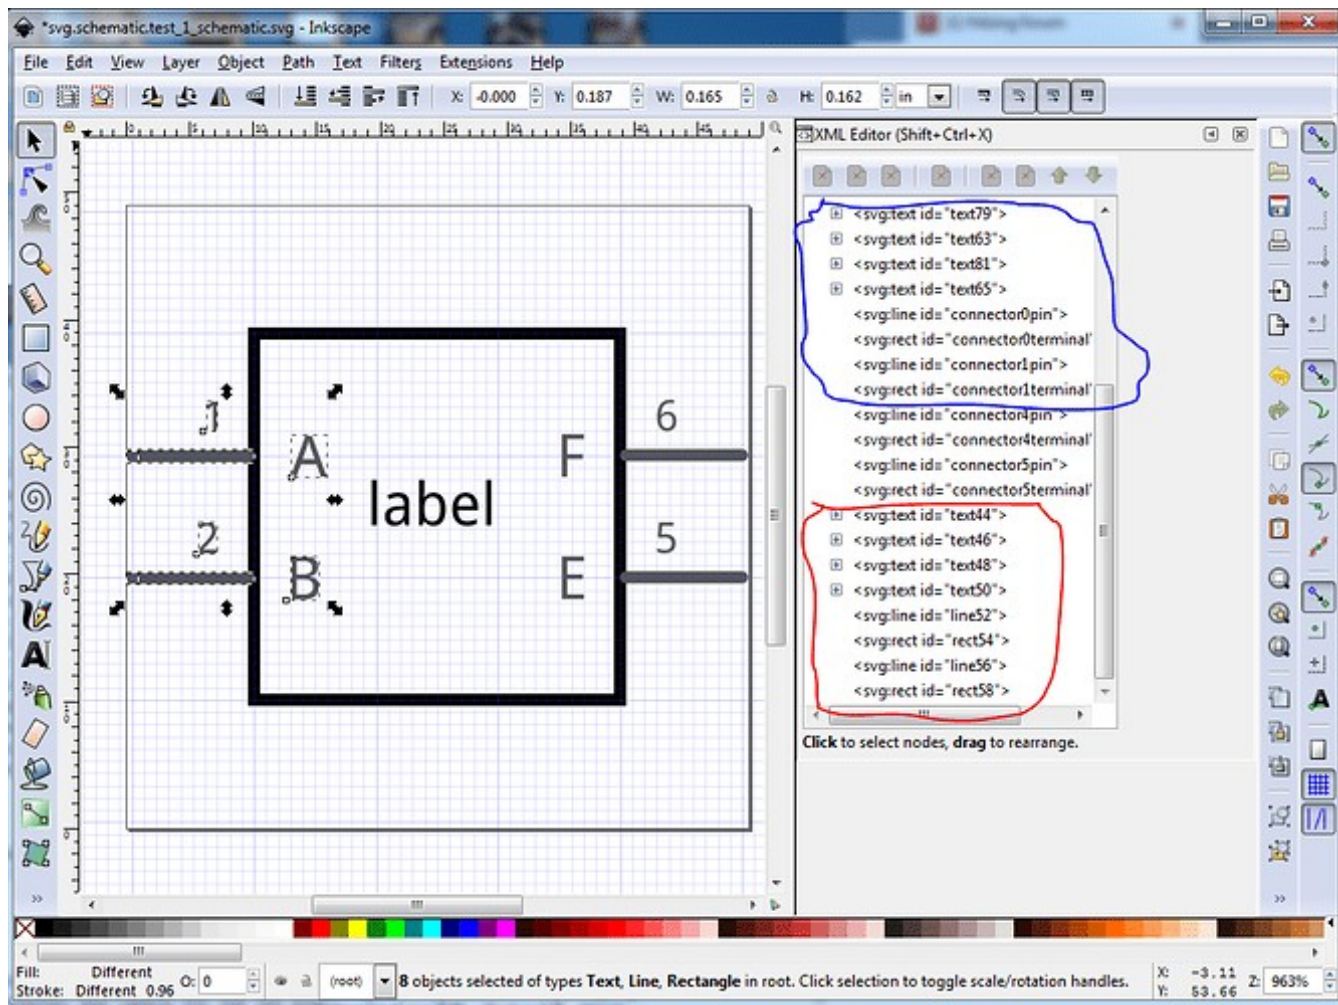 *svg.schematic.test_1_schematic.svg - Inkscape
File Edit View Layer Object Path Text Filters Extensions Help
X: -0.000 Y: 0.187 W: 0.165 H: 0.162 in
XML Editor (Shift+Ctrl+X)
<svg:text id="text79">
<svg:text id="text63">
<svg:text id="text81">
<svg:text id="text65">
<svg:line id="connector0pin">
<svg:rect id="connector0terminal"
<svg:line id="connector1pin">
<svg:rect id="connector1terminal"
<svg:line id="connector4pin">
<svg:rect id="connector4terminal"
<svg:line id="connector5pin">
<svg:rect id="connector5terminal"
<svg:text id="text44">
<svg:text id="text46">
<svg:text id="text48">
<svg:text id="text50">
<svg:line id="line52">
<svg:rect id="rect54">
<svg:line id="line56">
<svg:rect id="rect58">
Click to select nodes, drag to rearrange.
1 6
A F
label
2 5
B E
Fill: Different
Stroke: Different 0.96
O: 0
(root)
8 objects selected of types Text, Line, Rectangle in root. Click selection to toggle scale/rotation handles.
X: -3.11
Y: 53.66
Z: 963%